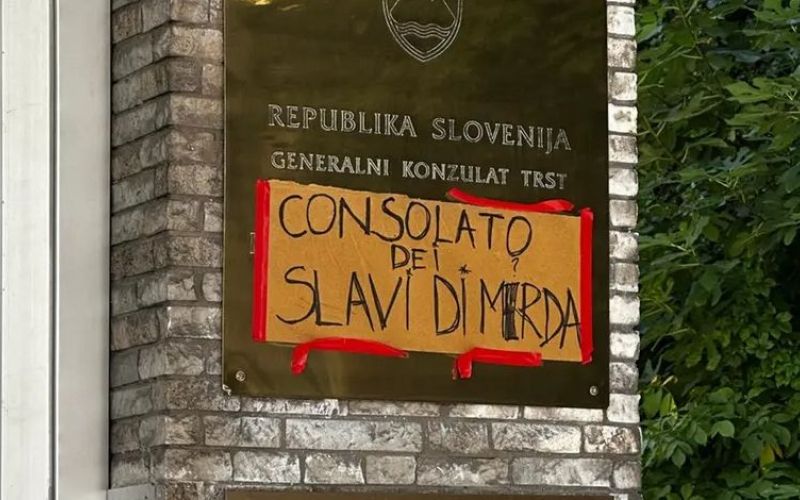 REPUBLIKA SLOVENIJA
GENERALNI KONZULAT TRST
CONSOLATO
DEI
SLAVI DI MERDA